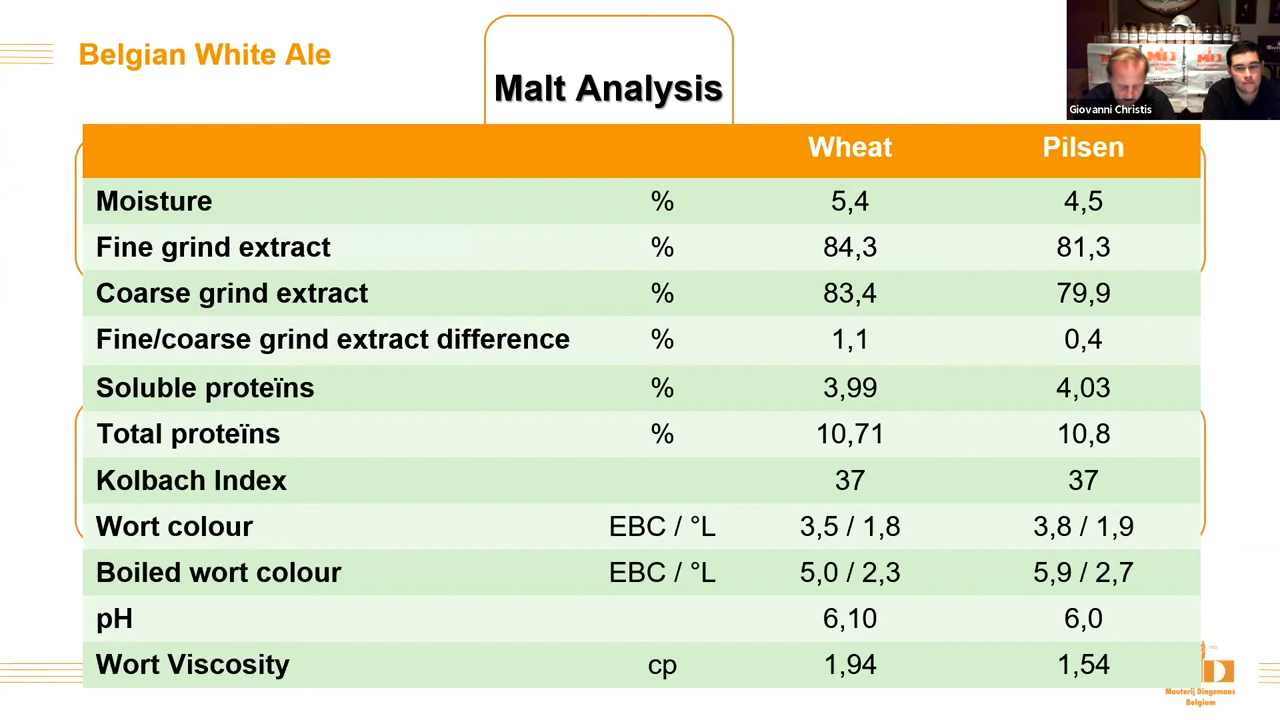 Belgian White Ale
Malt Analysis
Giovanni Christis
Wheat Pilsen
Moisture % 5,4 4,5
Fine grind extract % 84,3 81,3
Coarse grind extract % 83,4 79,9
Fine/coarse grind extract difference % 1,1 0,4
Soluble proteïns % 3,99 4,03
Total proteïns % 10,71 10,8
Kolbach Index 37 37
Wort colour EBC / °L 3,5 / 1,8 3,8 / 1,9
Boiled wort colour EBC / °L 5,0 / 2,3 5,9 / 2,7
pH 6,10 6,0
Wort Viscosity cp 1,94 1,54
Mouterij Dingemans
Belgium